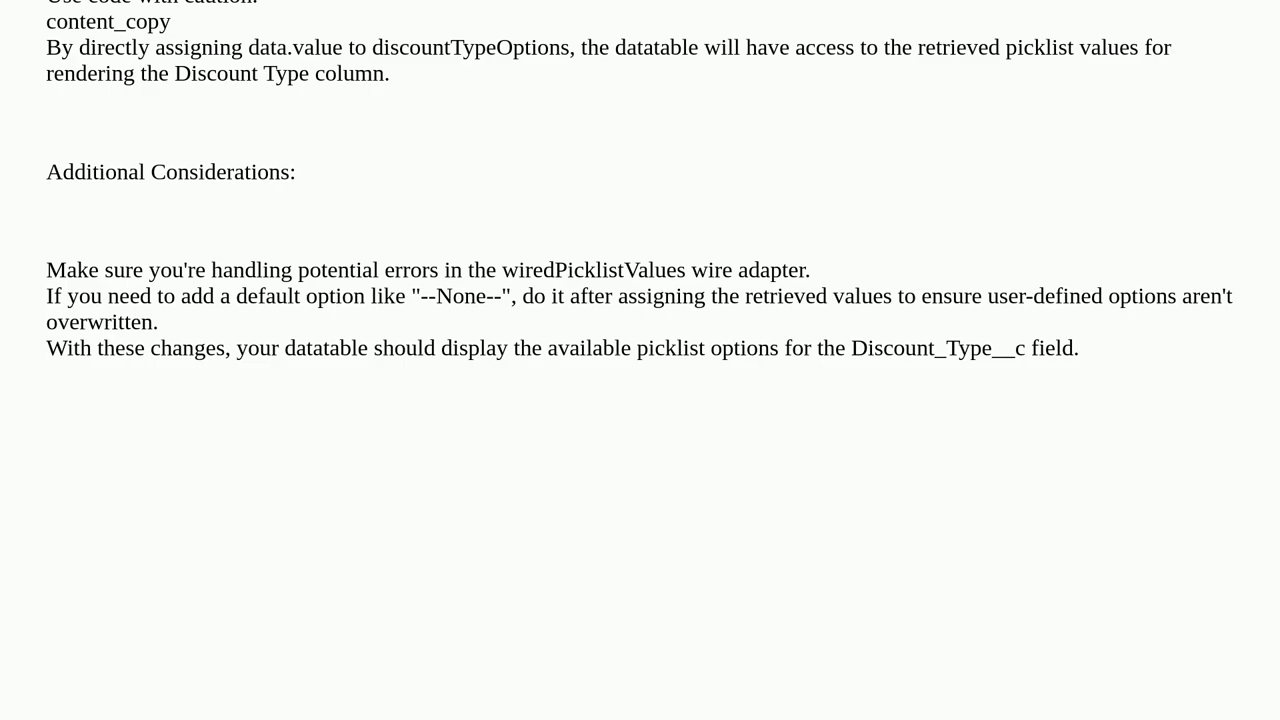 Use code with caution.
content_copy
By directly assigning data.value to discountTypeOptions, the datatable will have access to the retrieved picklist values for
rendering the Discount Type column.
Additional Considerations:
Make sure you're handling potential errors in the wiredPicklistValues wire adapter.
If you need to add a default option like "--None--", do it after assigning the retrieved values to ensure user-defined options aren't
overwritten.
With these changes, your datatable should display the available picklist options for the Discount_Type__c field.